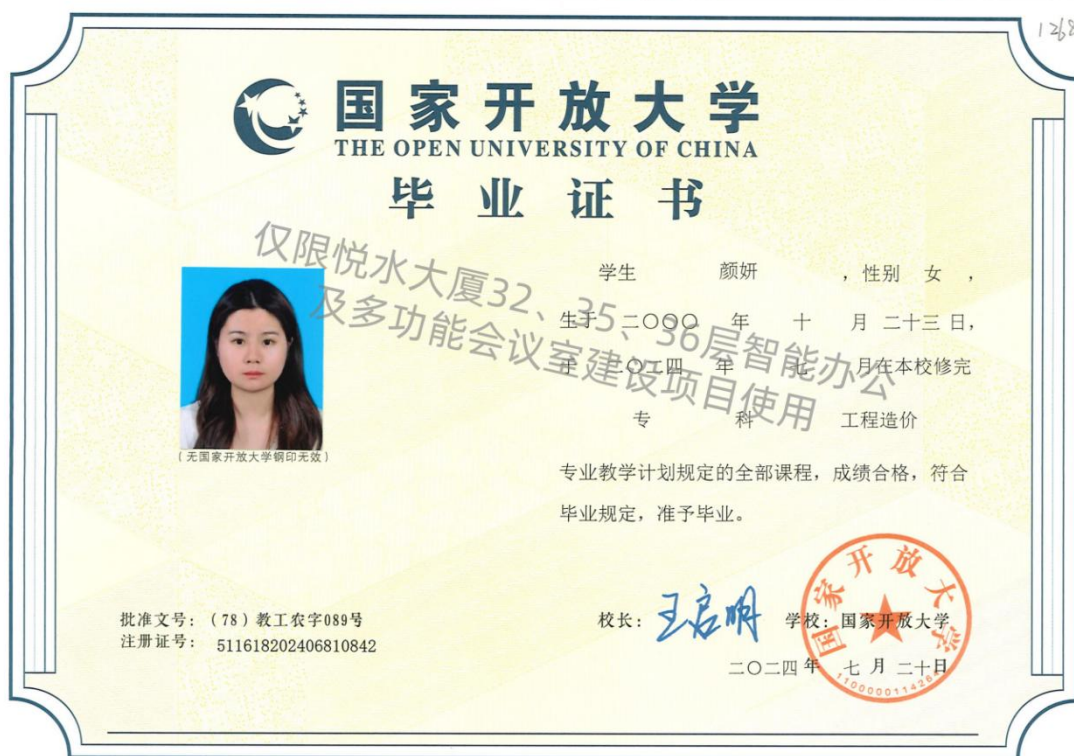 1268
国家开放大学
THE OPEN UNIVERSITY OF CHINA
毕业证书
仅限悦水大厦32、35、36层智能办公
及多功能会议室建设项目使用
学生 颜妍 ，性别 女 ，
生于 二〇〇〇 年 十 月 二十三 日，
于 二〇二四 年 七 月在本校修完
专 科 工程造价
专业教学计划规定的全部课程，成绩合格，符合
毕业规定，准予毕业。
（无国家开放大学钢印无效）
批准文号：（78）教工农字089号
注册证号： 511618202406810842
校长： 王启明 学校：国家开放大学
二〇二四 年 七 月 二十日
国家开放大学